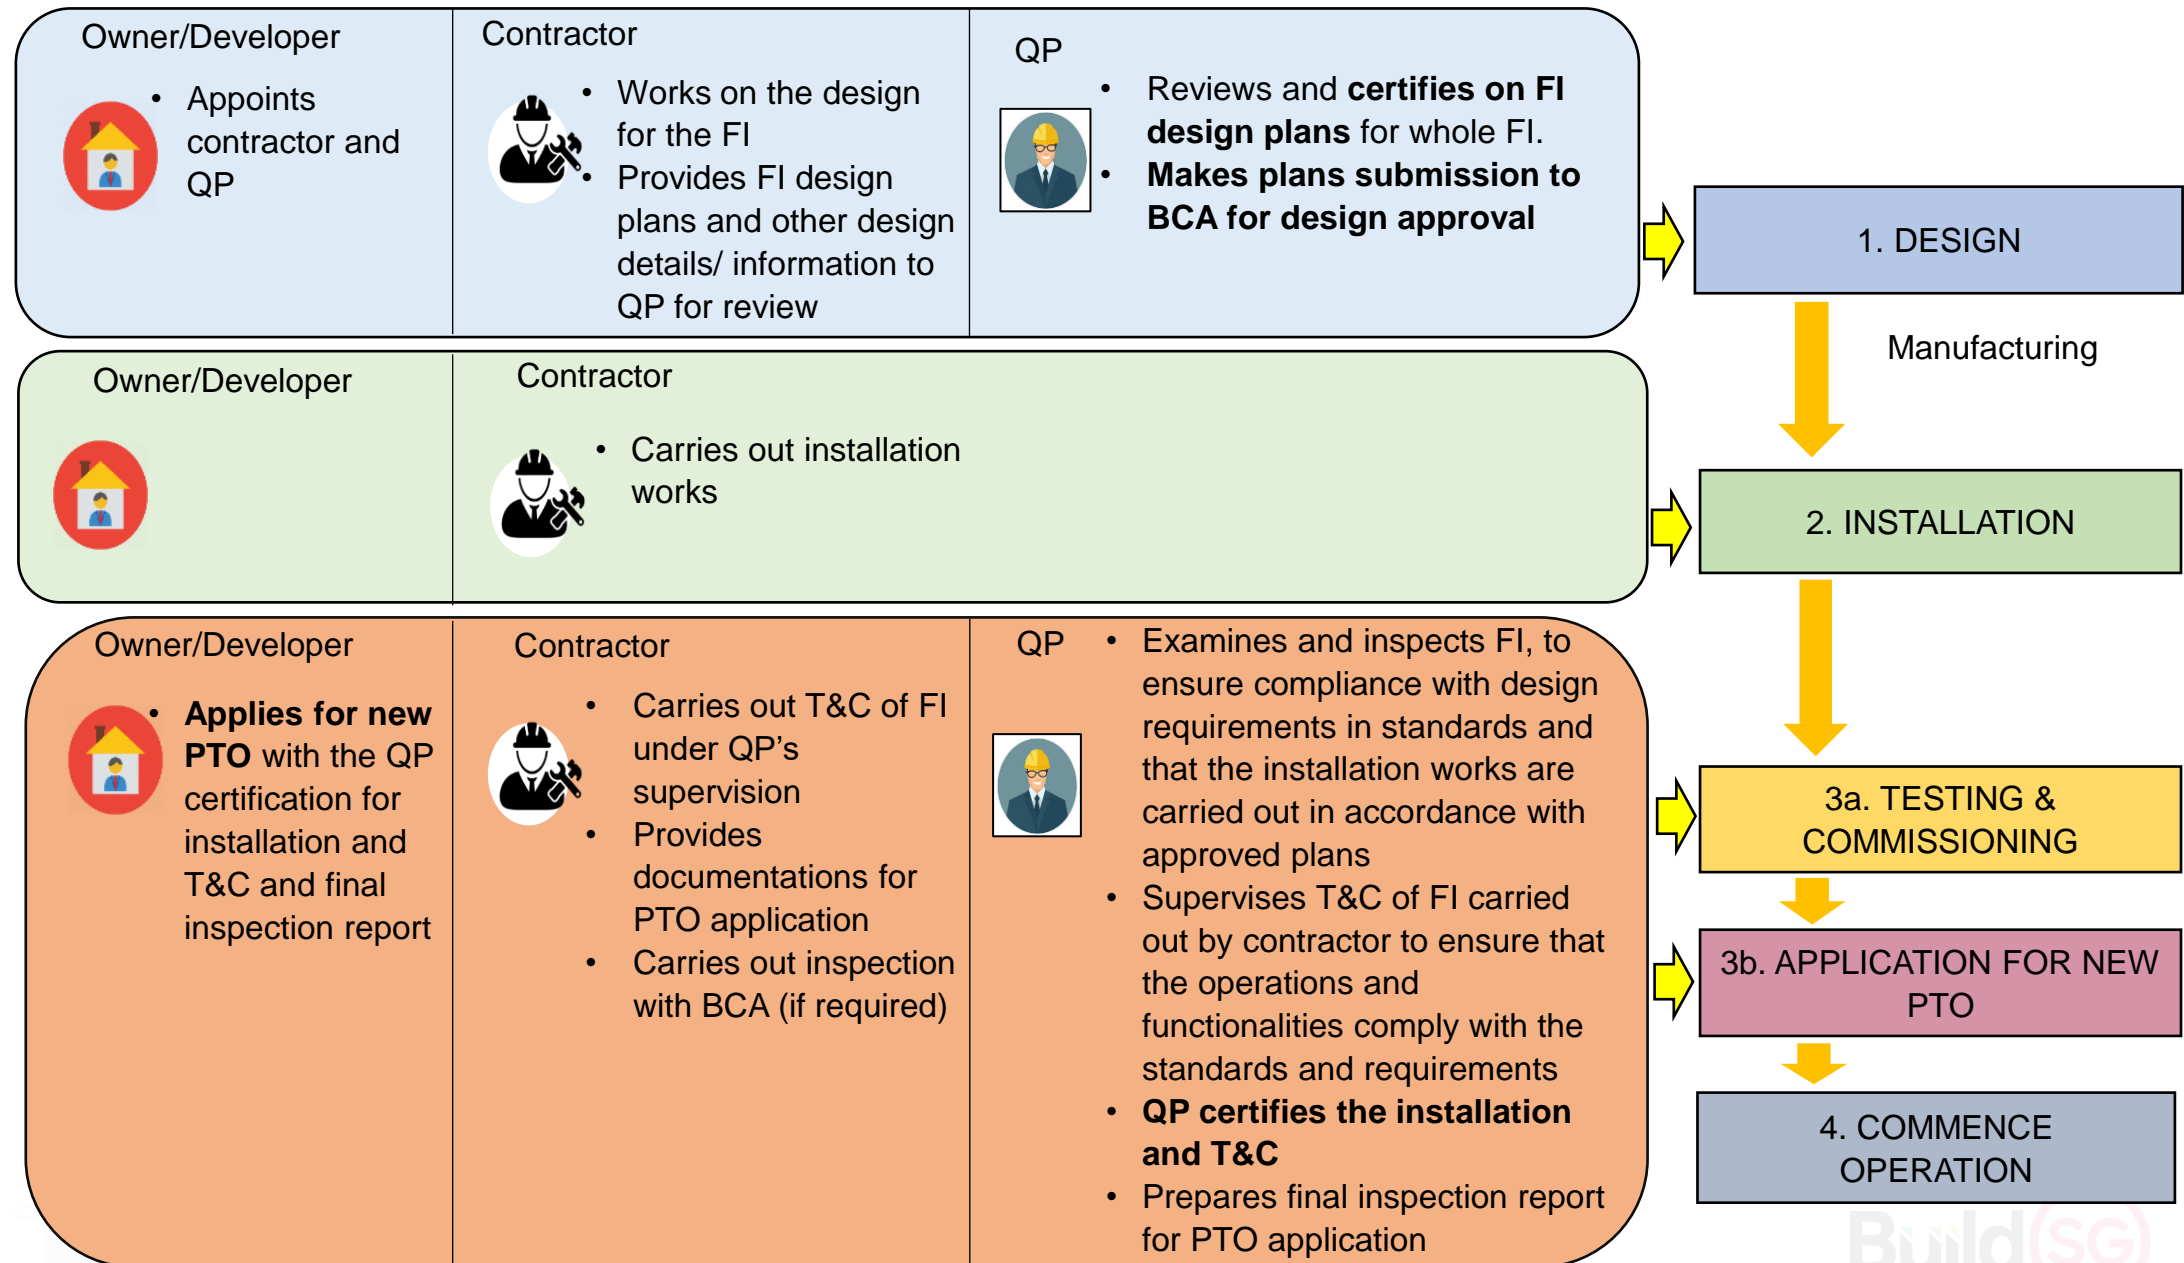 Owner/Developer
• Appoints
contractor and
QP
Contractor
• Works on the design
for the FI
• Provides FI design
plans and other design
details/ information to
QP for review
QP
• Reviews and certifies on FI
design plans for whole FI.
• Makes plans submission to
BCA for design approval
1. DESIGN
Manufacturing
Owner/Developer
Contractor
• Carries out installation
works
2. INSTALLATION
Owner/Developer
• Applies for new
PTO with the QP
certification for
installation and
T&C and final
inspection report
Contractor
• Carries out T&C of FI
under QP’s
supervision
• Provides
documentations for
PTO application
• Carries out inspection
with BCA (if required)
QP
• Examines and inspects FI, to
ensure compliance with design
requirements in standards and
that the installation works are
carried out in accordance with
approved plans
• Supervises T&C of FI carried
out by contractor to ensure that
the operations and
functionalities comply with the
standards and requirements
• QP certifies the installation
and T&C
• Prepares final inspection report
for PTO application
3a. TESTING &
COMMISSIONING
3b. APPLICATION FOR NEW
PTO
4. COMMENCE
OPERATION
Build SG